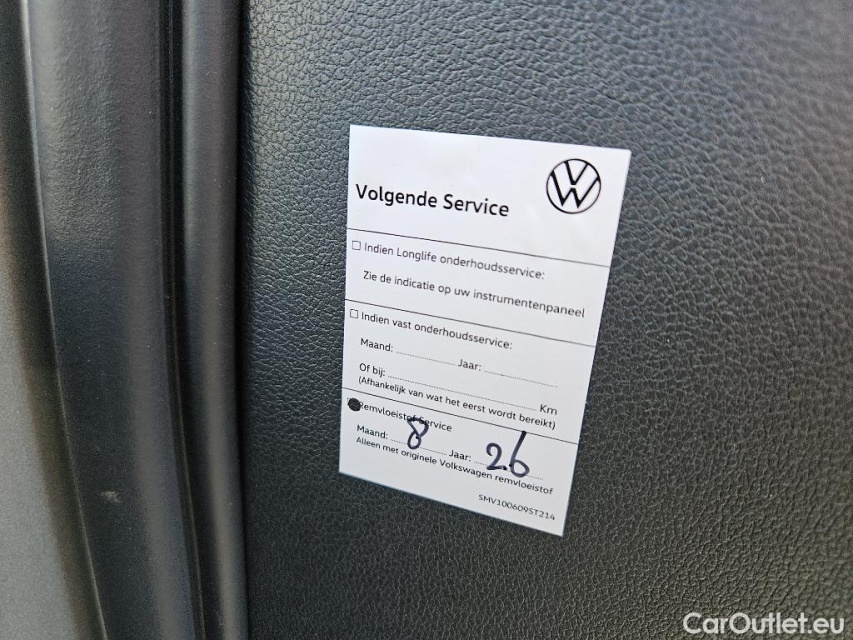 Volgende Service
☐ Indien Longlife onderhoudsservice:
Zie de indicatie op uw instrumentenpaneel
☐ Indien vast onderhoudsservice:
Maand: Jaar:
Of bij: Km
(Afhankelijk van wat het eerst wordt bereikt)
Remvloeistof Service
Maand: 8 Jaar: 26
Alleen met originele Volkswagen remvloeistof
SMV100609ST214
CarOutlet.eu